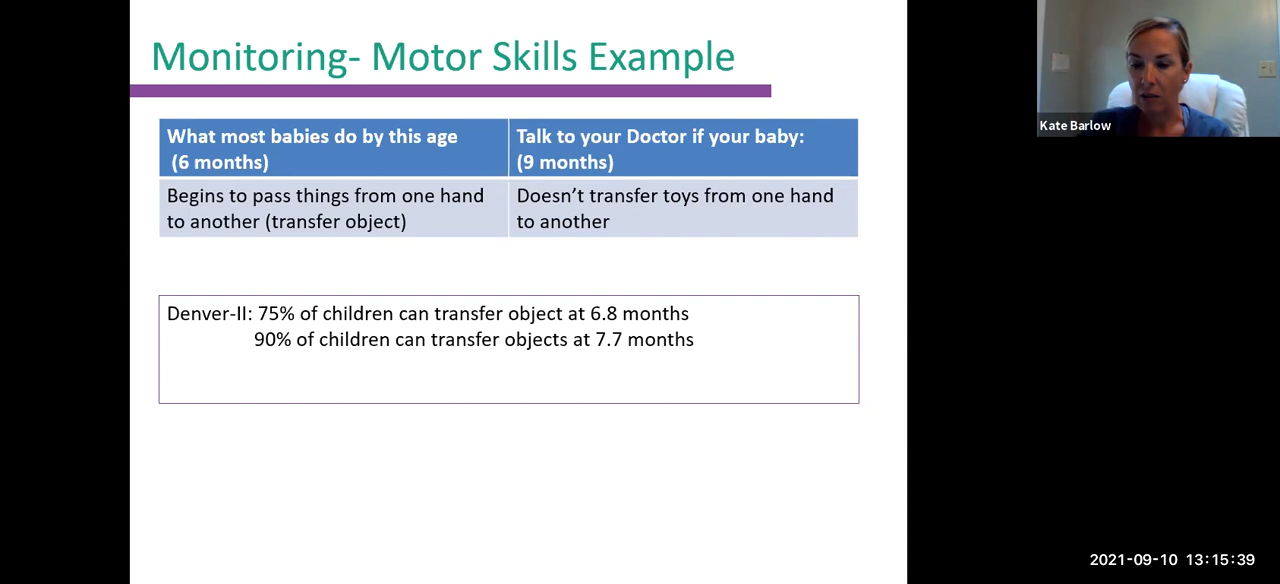 Monitoring- Motor Skills Example
What most babies do by this age
(6 months)
Talk to your Doctor if your baby:
(9 months)
Begins to pass things from one hand
to another (transfer object)
Doesn’t transfer toys from one hand
to another
Denver-II: 75% of children can transfer object at 6.8 months
90% of children can transfer objects at 7.7 months
Kate Barlow
2021-09-10 13:15:39